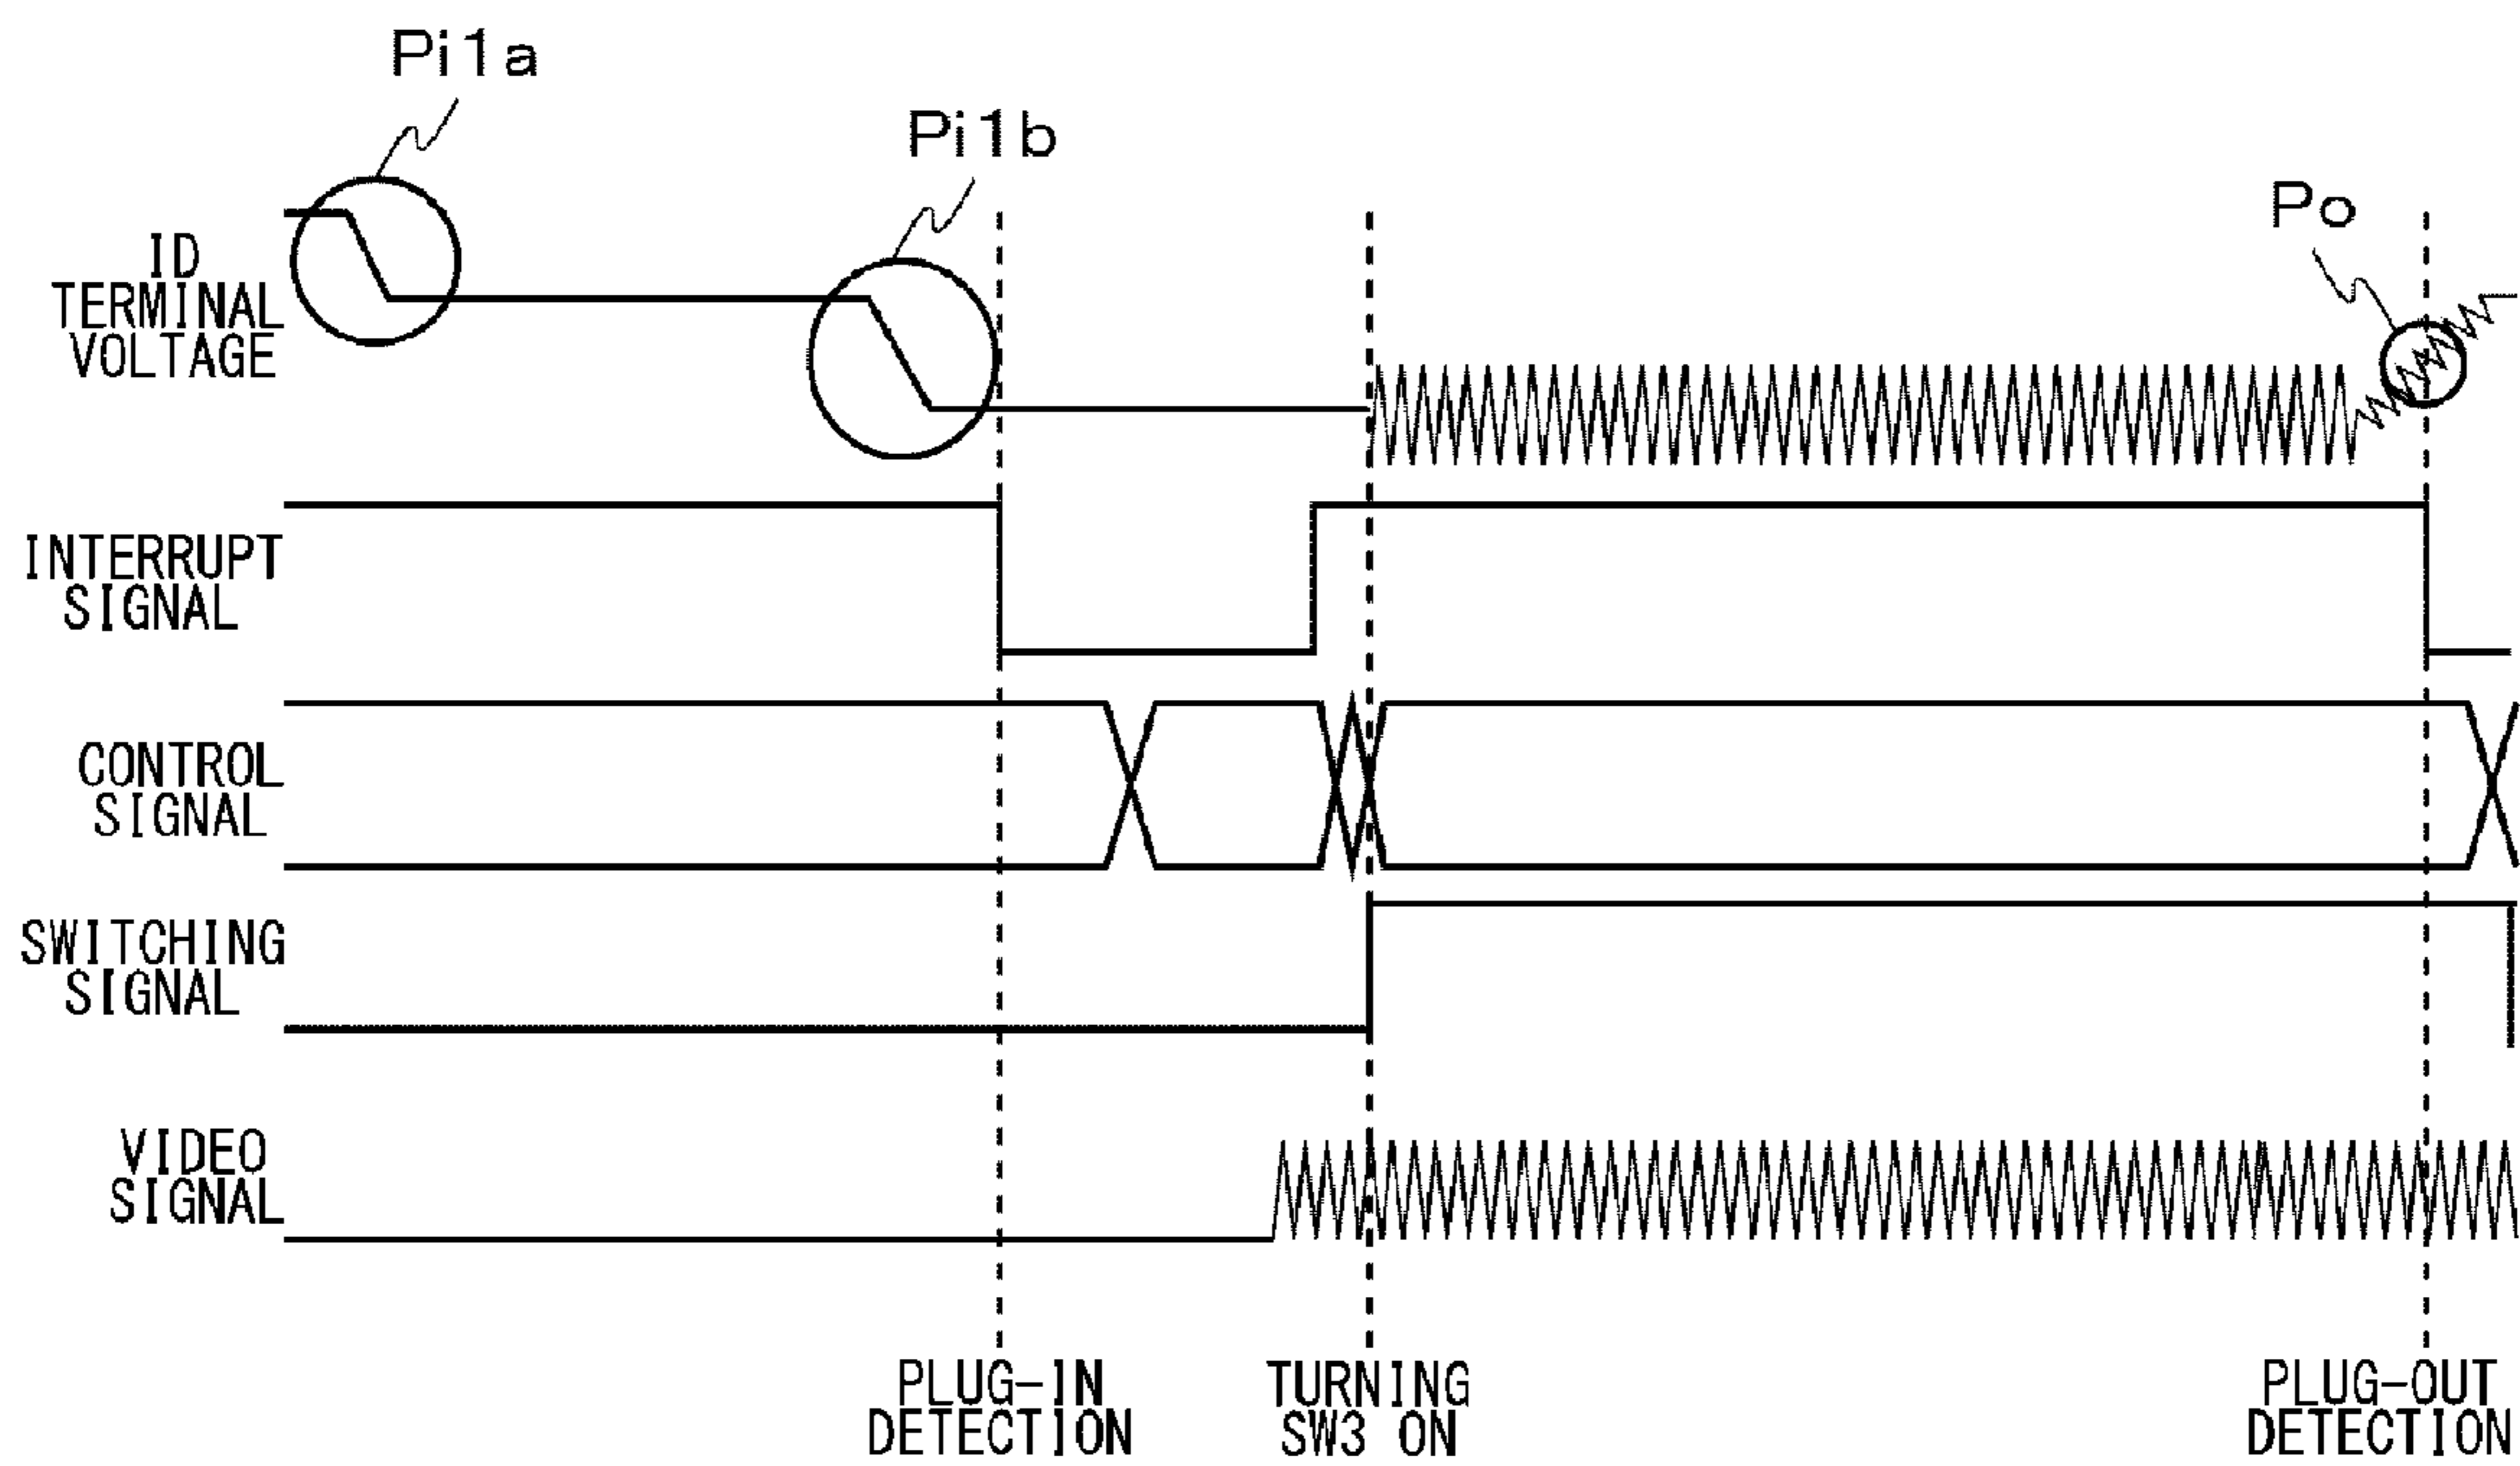 Pi1a
Pi1b
Po
ID
TERMINAL
VOLTAGE
INTERRUPT
SIGNAL
CONTROL
SIGNAL
SWITCHING
SIGNAL
VIDEO
SIGNAL
PLUG-IN
DETECTION
TURNING
SW3 ON
PLUG-OUT
DETECTION